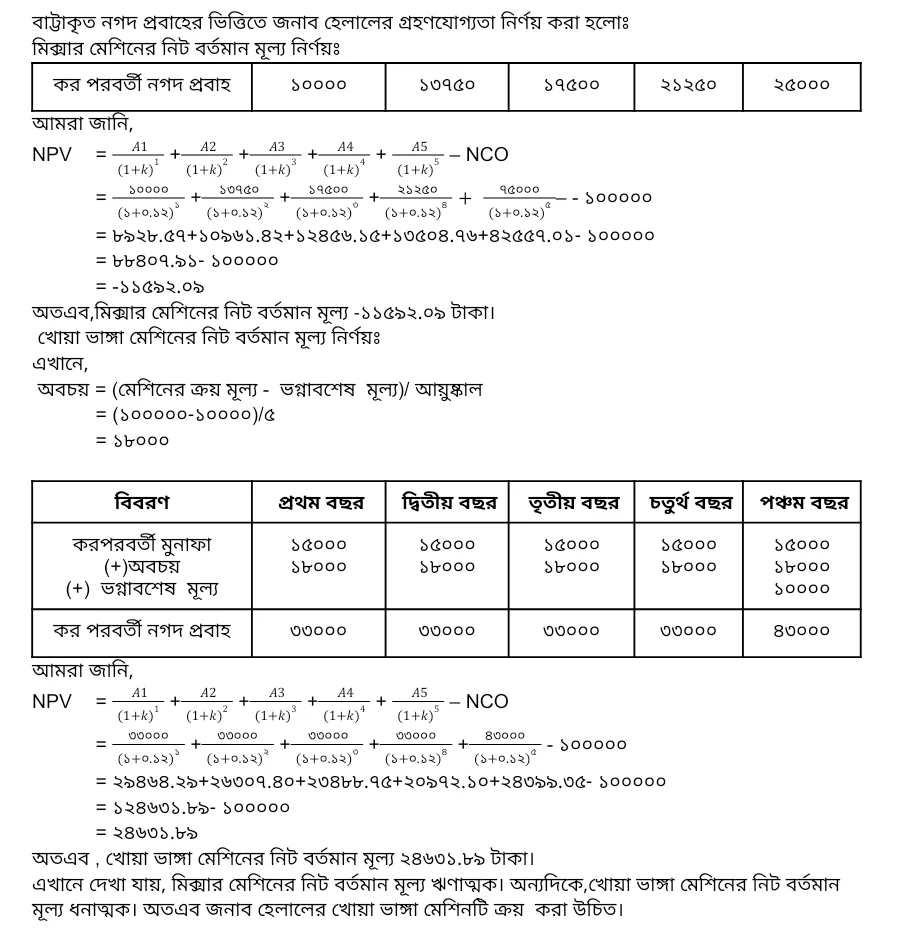 বাট্টাকৃত নগদ প্রবাহের ভিত্তিতে জনাব হেলালের গ্রহণযোগ্যতা নির্ণয় করা হলোঃ
মিক্সার মেশিনের নিট বর্তমান মূল্য নির্ণয়ঃ
কর পরবর্তী নগদ প্রবাহ ১০০০০ ১৩৭৫০ ১৭৫০০ ২১২৫০ ২৫০০০
আমরা জানি,
NPV = A1/(1+k)^1 + A2/(1+k)^2 + A3/(1+k)^3 + A4/(1+k)^4 + A5/(1+k)^5 – NCO
= ১০০০০/(১+০.১২)^১ + ১৩৭৫০/(১+০.১২)^২ + ১৭৫০০/(১+০.১২)^৩ + ২১২৫০/(১+০.১২)^৪ + ৭৫০০০/(১+০.১২)^৫ – - ১০০০০০
= ৮৯২৮.৫৭+১০৯৬১.৪২+১২৪৫৬.১৫+১৩৫০৪.৭৬+৪২৫৫৭.০১- ১০০০০০
= ৮৮৪০৭.৯১- ১০০০০০
= -১১৫৯২.০৯
অতএব,মিক্সার মেশিনের নিট বর্তমান মূল্য -১১৫৯২.০৯ টাকা।
খোয়া ভাঙ্গা মেশিনের নিট বর্তমান মূল্য নির্ণয়ঃ
এখানে,
অবচয় = (মেশিনের ক্রয় মূল্য - ভগ্নাবশেষ মূল্য)/ আয়ুষ্কাল
= (১০০০০০-১০০০০)/৫
= ১৮০০০
বিবরণ প্রথম বছর দ্বিতীয় বছর তৃতীয় বছর চতুর্থ বছর পঞ্চম বছর
করপরবর্তী মুনাফা ১৫০০০ ১৫০০০ ১৫০০০ ১৫০০০ ১৫০০০
(+)অবচয় ১৮০০০ ১৮০০০ ১৮০০০ ১৮০০০ ১৮০০০
(+) ভগ্নাবশেষ মূল্য ১০০০০
কর পরবর্তী নগদ প্রবাহ ৩৩০০০ ৩৩০০০ ৩৩০০০ ৩৩০০০ ৪৩০০০
আমরা জানি,
NPV = A1/(1+k)^1 + A2/(1+k)^2 + A3/(1+k)^3 + A4/(1+k)^4 + A5/(1+k)^5 – NCO
= ৩৩০০০/(১+০.১২)^১ + ৩৩০০০/(১+০.১২)^২ + ৩৩০০০/(১+০.১২)^৩ + ৩৩০০০/(১+০.১২)^৪ + ৪৩০০০/(১+০.১২)^৫ - ১০০০০০
= ২৯৪৬৪.২৯+২৬৩০৭.৪০+২৩৪৮৮.৭৫+২০৯৭২.১০+২৪৩৯৯.৩৫- ১০০০০০
= ১২৪৬৩১.৮৯- ১০০০০০
= ২৪৬৩১.৮৯
অতএব , খোয়া ভাঙ্গা মেশিনের নিট বর্তমান মূল্য ২৪৬৩১.৮৯ টাকা।
এখানে দেখা যায়, মিক্সার মেশিনের নিট বর্তমান মূল্য ঋণাত্মক। অন্যদিকে,খোয়া ভাঙ্গা মেশিনের নিট বর্তমান
মূল্য ধনাত্মক। অতএব জনাব হেলালের খোয়া ভাঙ্গা মেশিনটি ক্রয় করা উচিত।